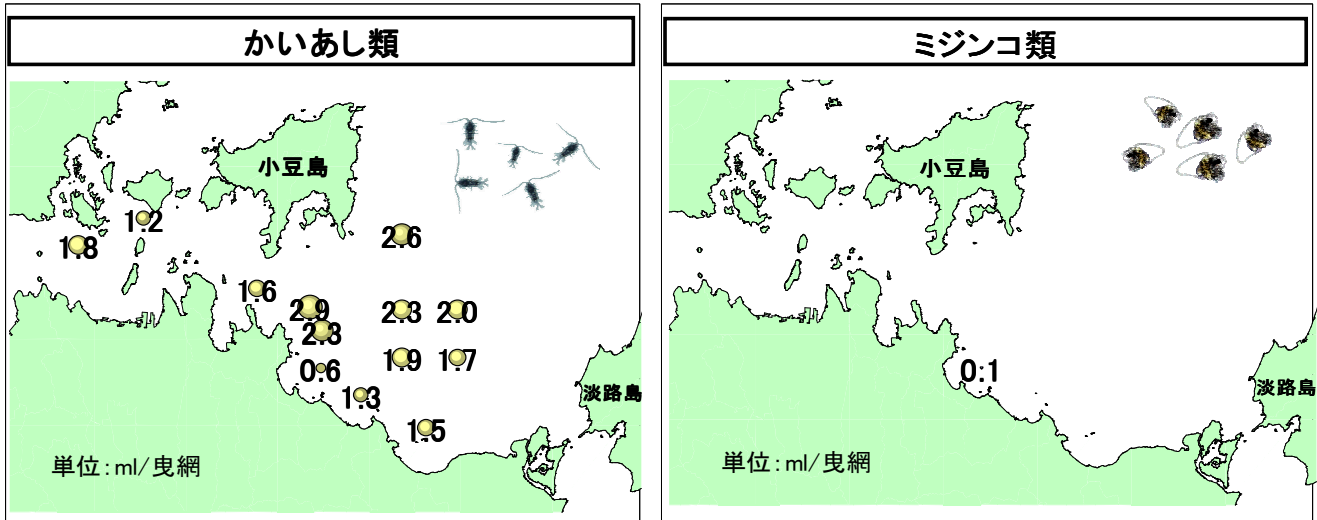 かいあし類
小豆島
1.2
1.8
2.6
1.6
2.9
2.3
2.0
2.3
1.9
1.7
0.6
1.3
1.5
淡路島
単位:ml/曳網
ミジンコ類
小豆島
0.1
淡路島
単位:ml/曳網